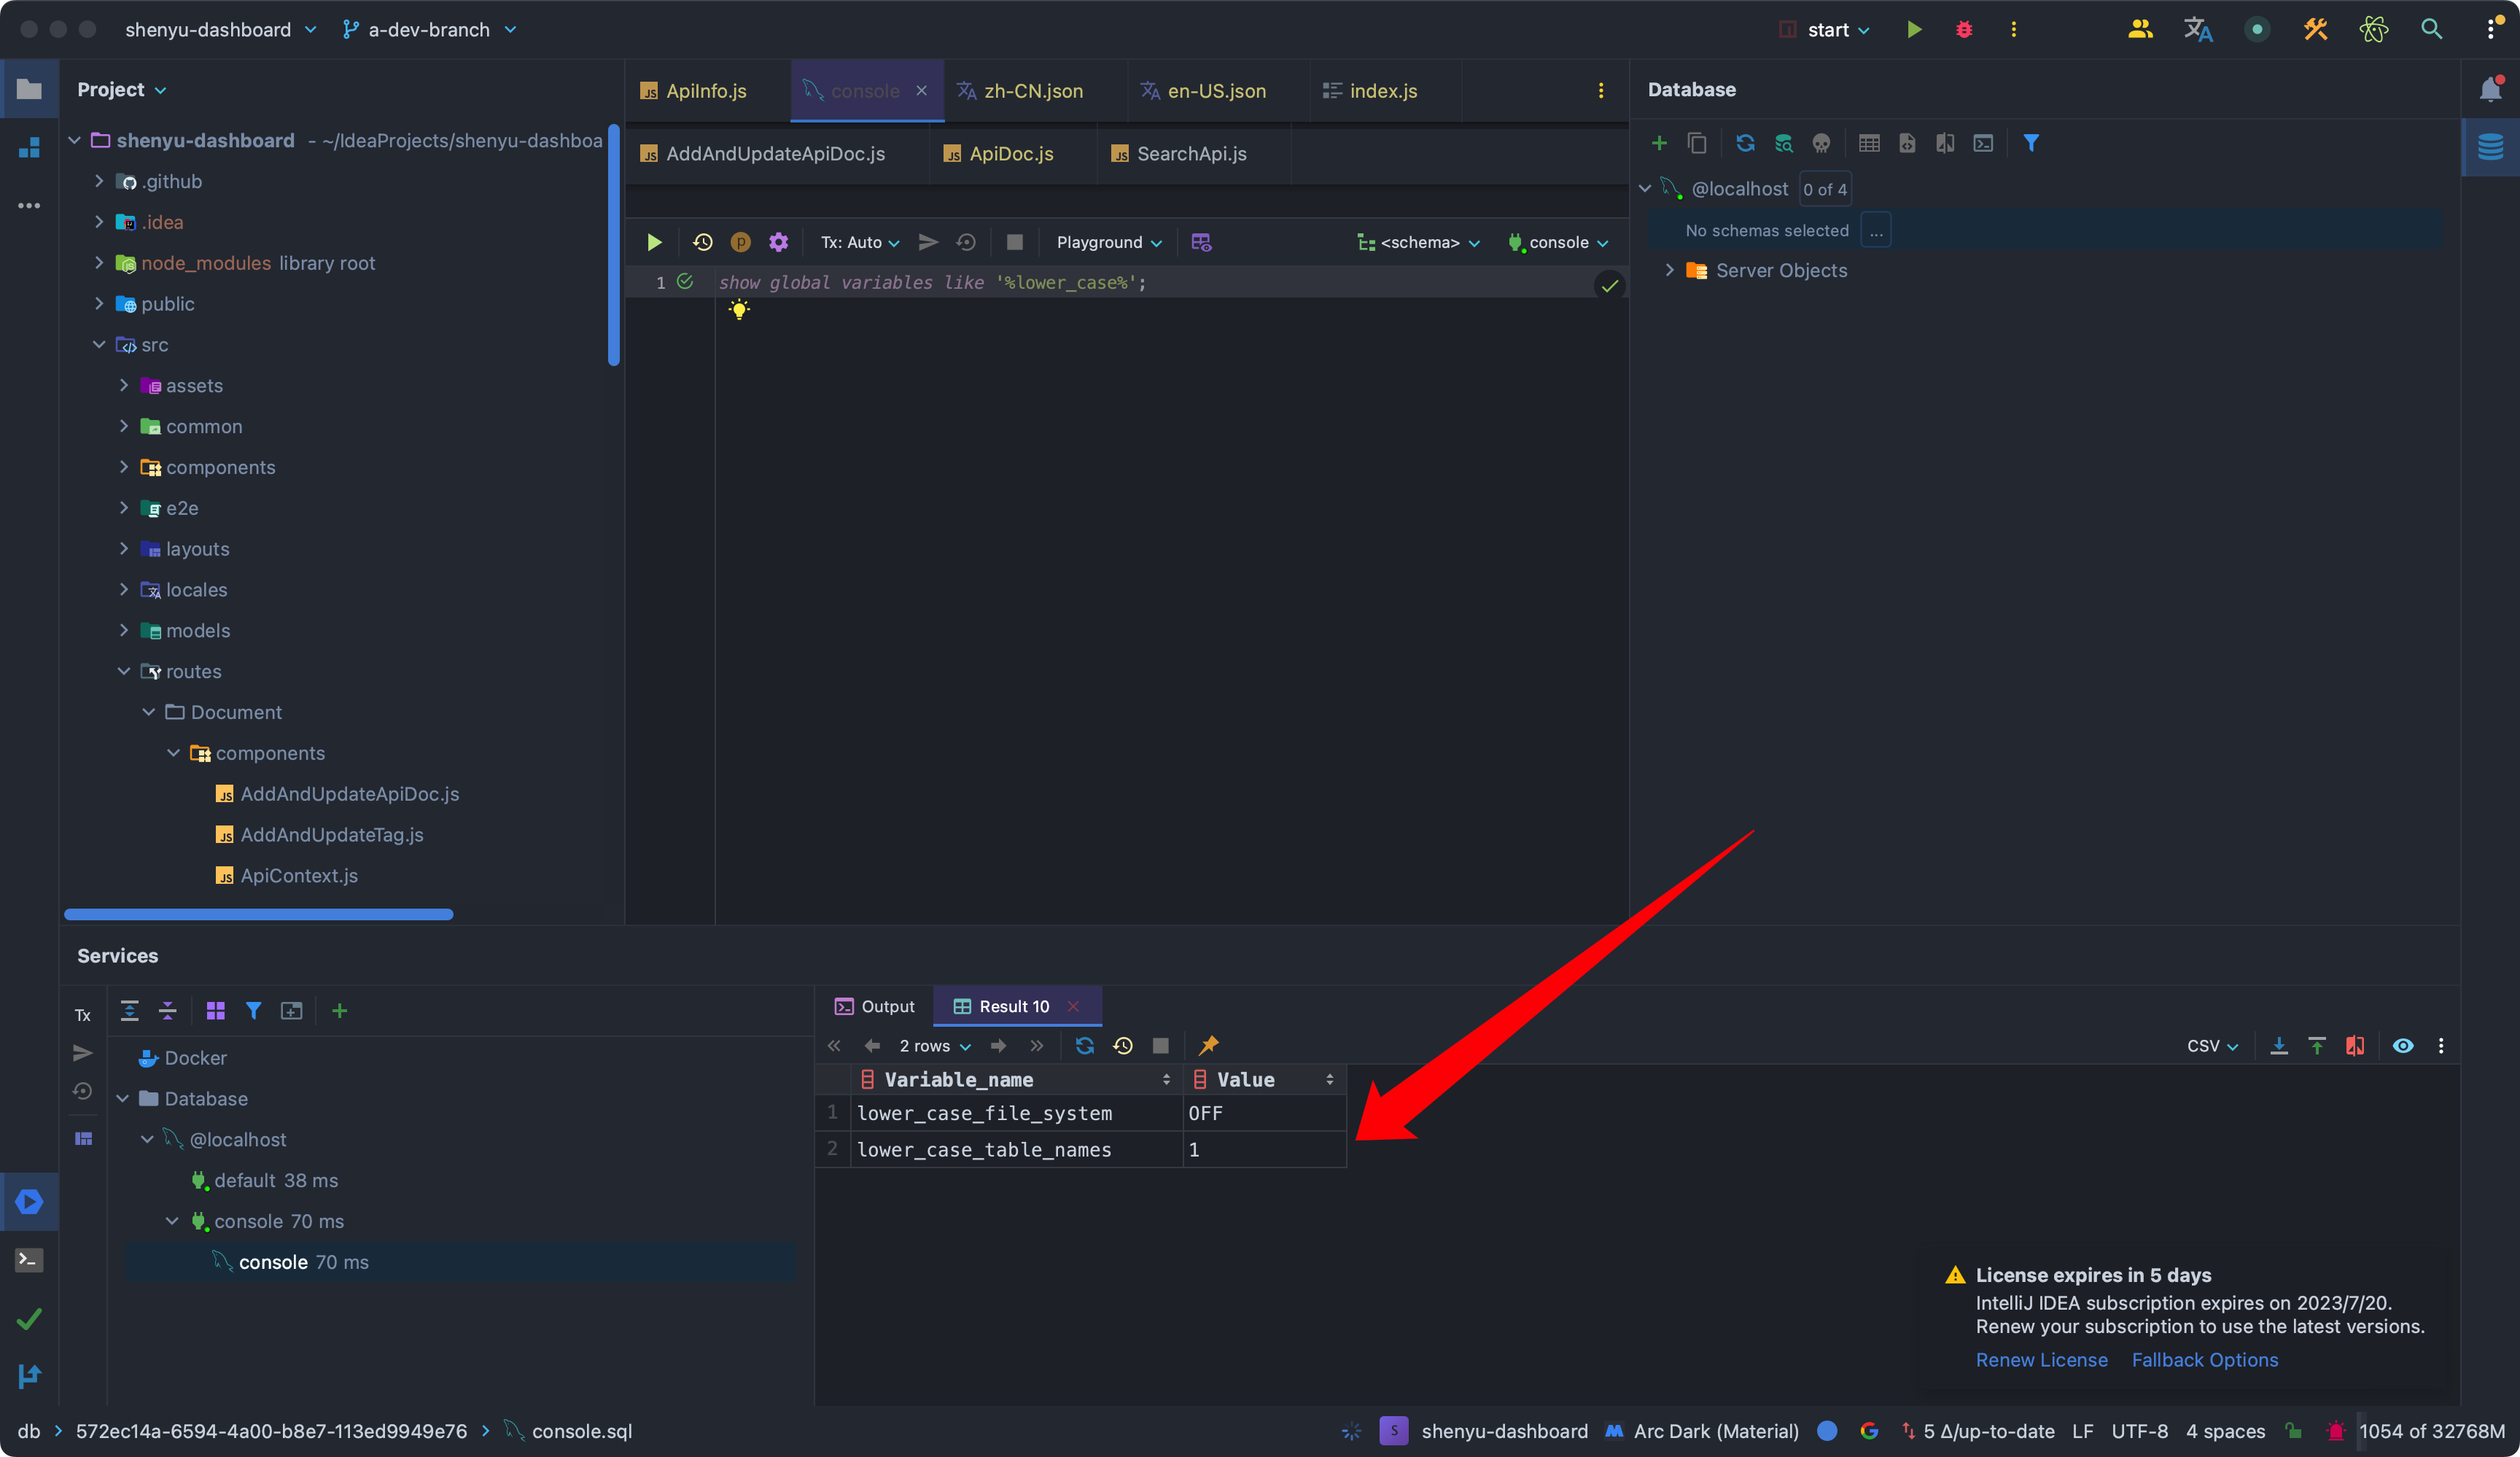 shenyu-dashboard
a-dev-branch
start
Project
ApiInfo.js
console
zh-CN.json
en-US.json
index.js
Database
shenyu-dashboard - ~/IdeaProjects/shenyu-dashboa
AddAndUpdateApiDoc.js
ApiDoc.js
SearchApi.js
.github
.idea
node_modules library root
public
src
assets
common
components
e2e
layouts
locales
models
routes
Document
components
AddAndUpdateApiDoc.js
AddAndUpdateTag.js
ApiContext.js
Tx: Auto
Playground
<schema>
console
1 show global variables like '%lower_case%';
@localhost 0 of 4
No schemas selected ...
Server Objects
Services
Tx
Docker
Database
@localhost
default 38 ms
console 70 ms
console 70 ms
Output
Result 10
2 rows
CSV
Variable_name Value
1 lower_case_file_system OFF
2 lower_case_table_names 1
License expires in 5 days
IntelliJ IDEA subscription expires on 2023/7/20.
Renew your subscription to use the latest versions.
Renew License Fallback Options
db 572ec14a-6594-4a00-b8e7-113ed9949e76 console.sql
S shenyu-dashboard Arc Dark (Material) 5 Δ/up-to-date LF UTF-8 4 spaces 1054 of 32768M